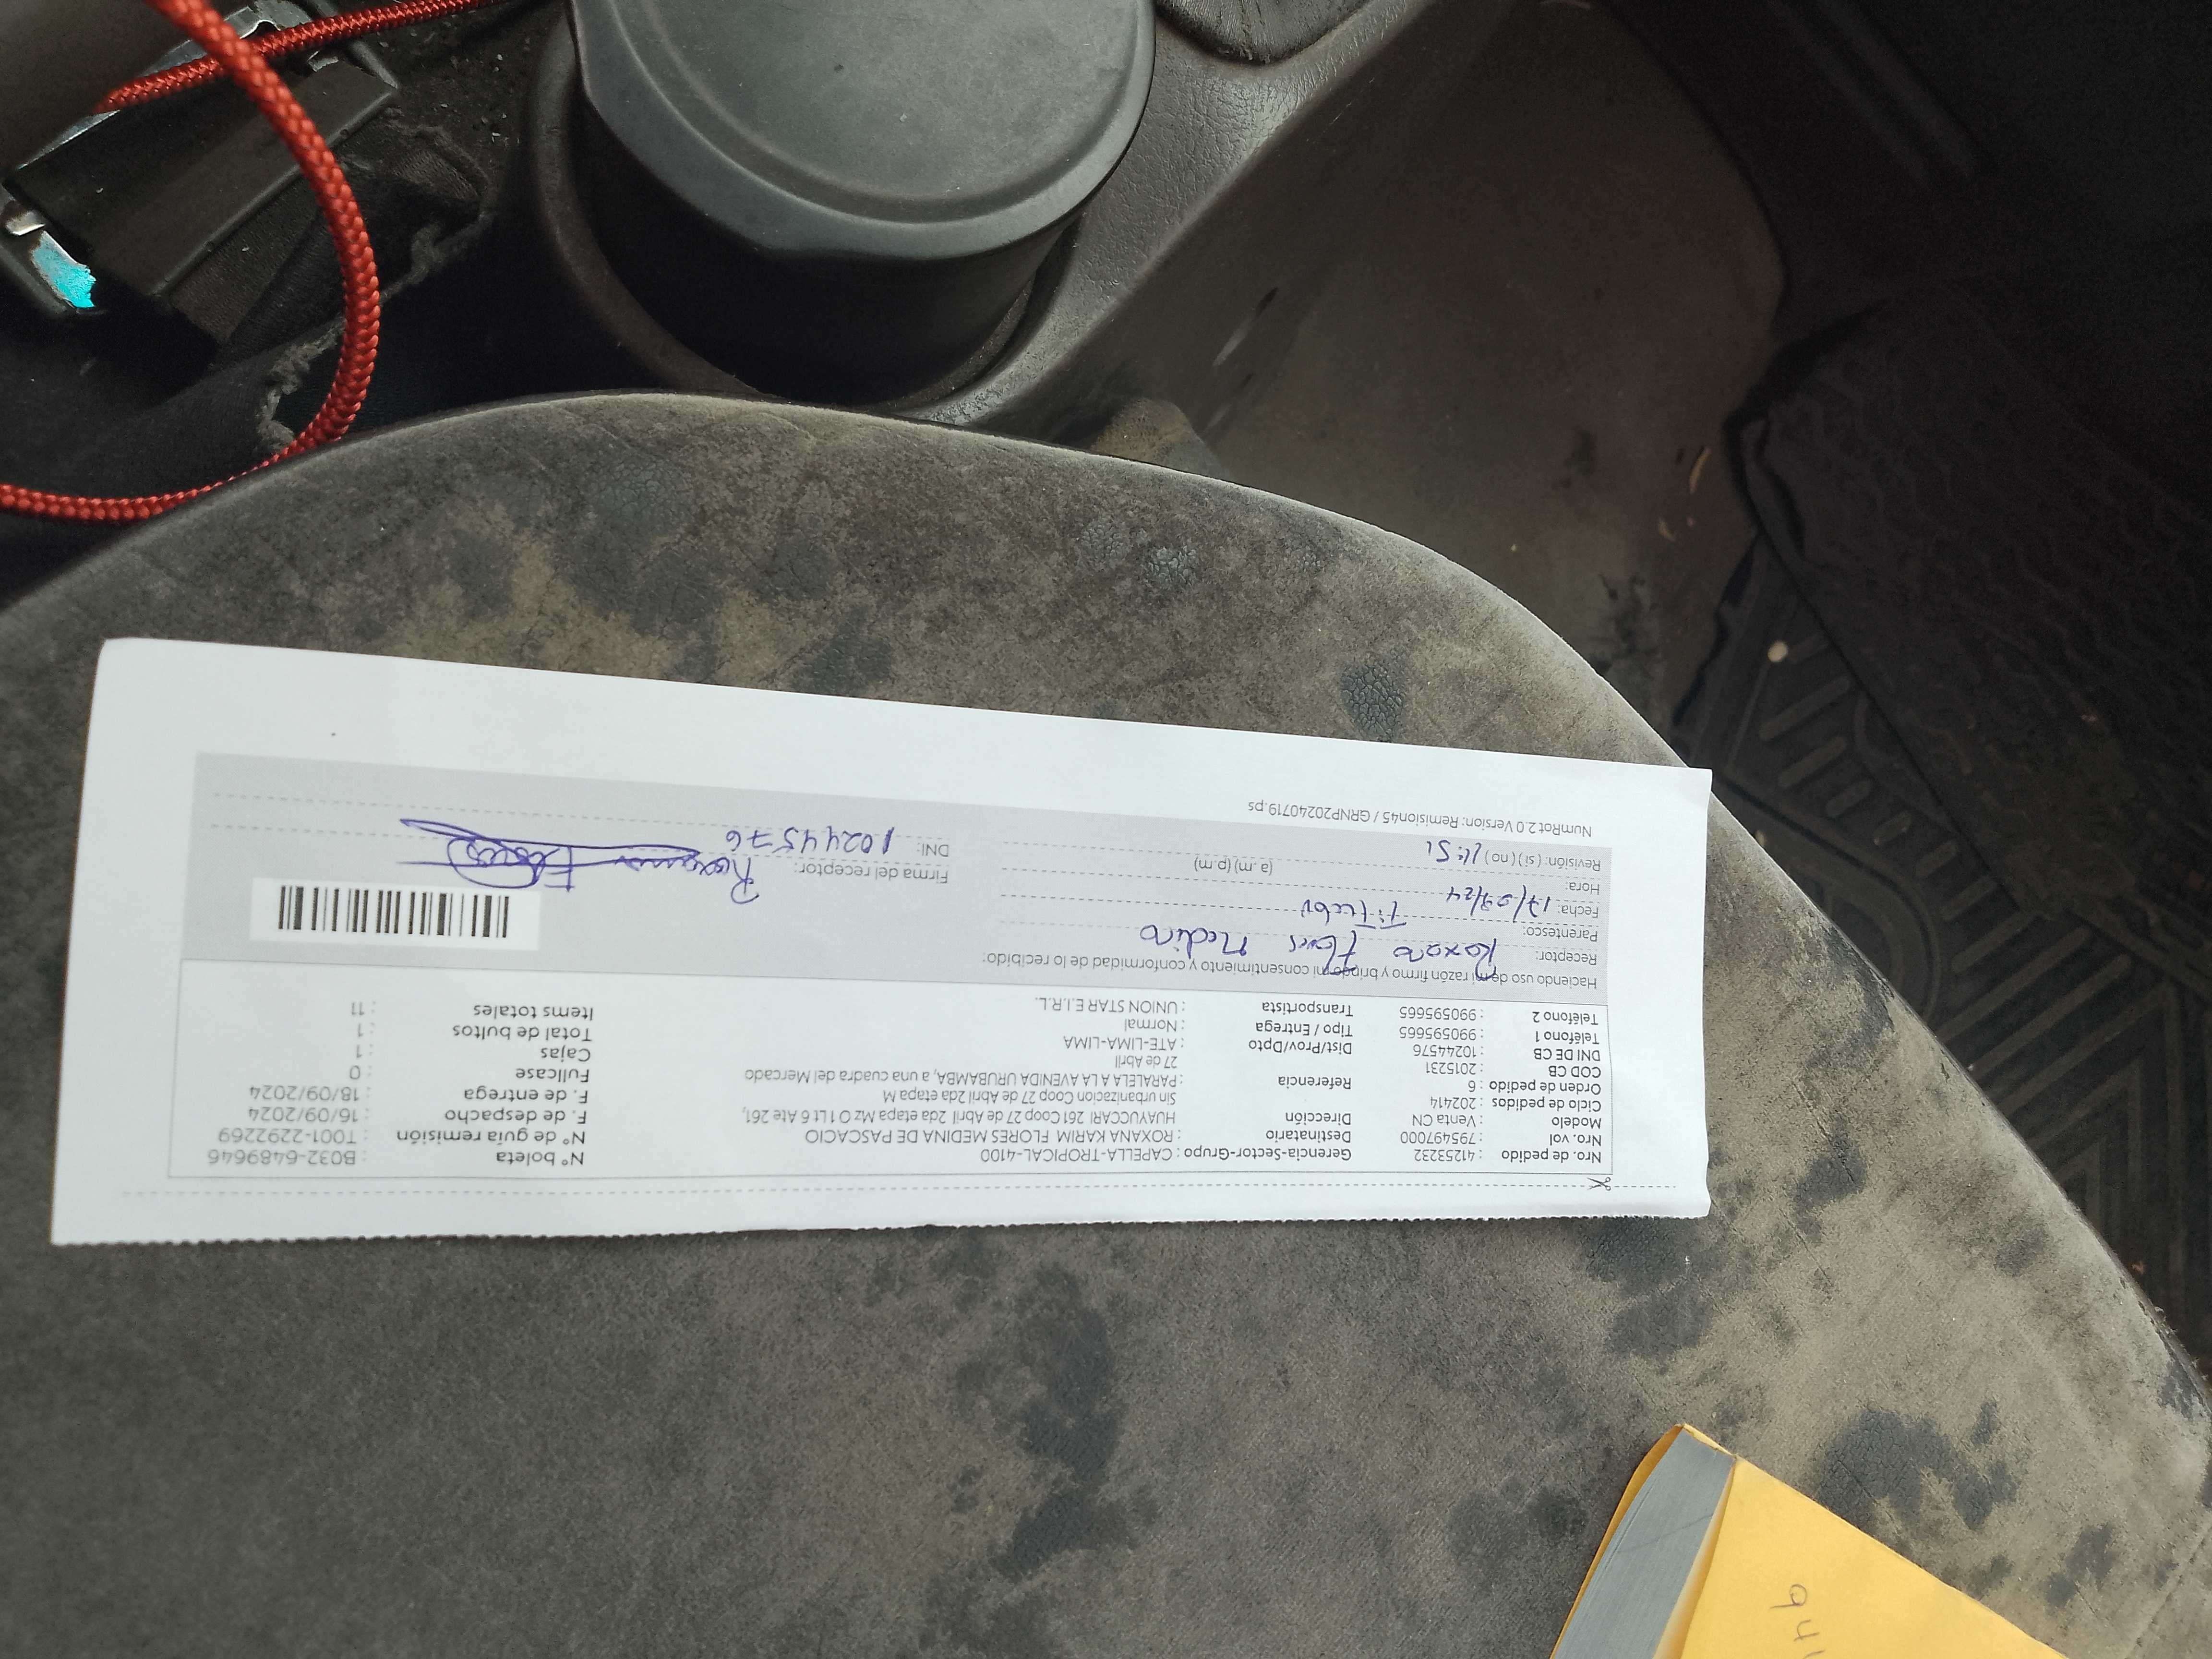 Nro. de pedido : 41253232 Gerencia-Sector-Grupo : CAPELLA-TROPICAL-4100 N° boleta : B032-6489646
Nro. vol : 795497000 Destinatario : ROXANA KARIM FLORES MEDINA DE PASCACIO N° de guía remisión : T001-2292269
Modelo : Venta CN Dirección HUAYUCCARI 261 Coop 27 de Abril 2da etapa Mz O 1 Lt 6 Ate 261, F. de despacho : 16/09/2024
Ciclo de pedidos : 202414 Sin urbanizacion Coop 27 de Abril 2da etapa M F. de entrega : 18/09/2024
Orden de pedido : 6 Referencia : PARALELA A LA AVENIDA URUBAMBA, a una cuadra del Mercado Fullcase : 0
COD CB : 2015231 27 de Abril Cajas : 1
DNI DE CB : 10244576 Dist/Prov/Dpto : ATE-LIMA-LIMA Total de bultos : 1
Teléfono 1 : 990595665 Tipo / Entrega : Normal Items totales : 11
Teléfono 2 : 990595665 Transportista : UNION STAR E.I.R.L.
Haciendo uso de mi razón firmo y brindo mi consentimiento y conformidad de lo recibido:
Receptor: Roxana Flores Medina
Parentesco: Titular
Fecha: 17/09/24
Hora: (a.m) (p.m)
Revisión: (si) (no) 11:51
Firma del receptor: Roxana Flores
DNI: 10244576
NumRot 2.0 Version: Remision45 / GRNP20240719.ps